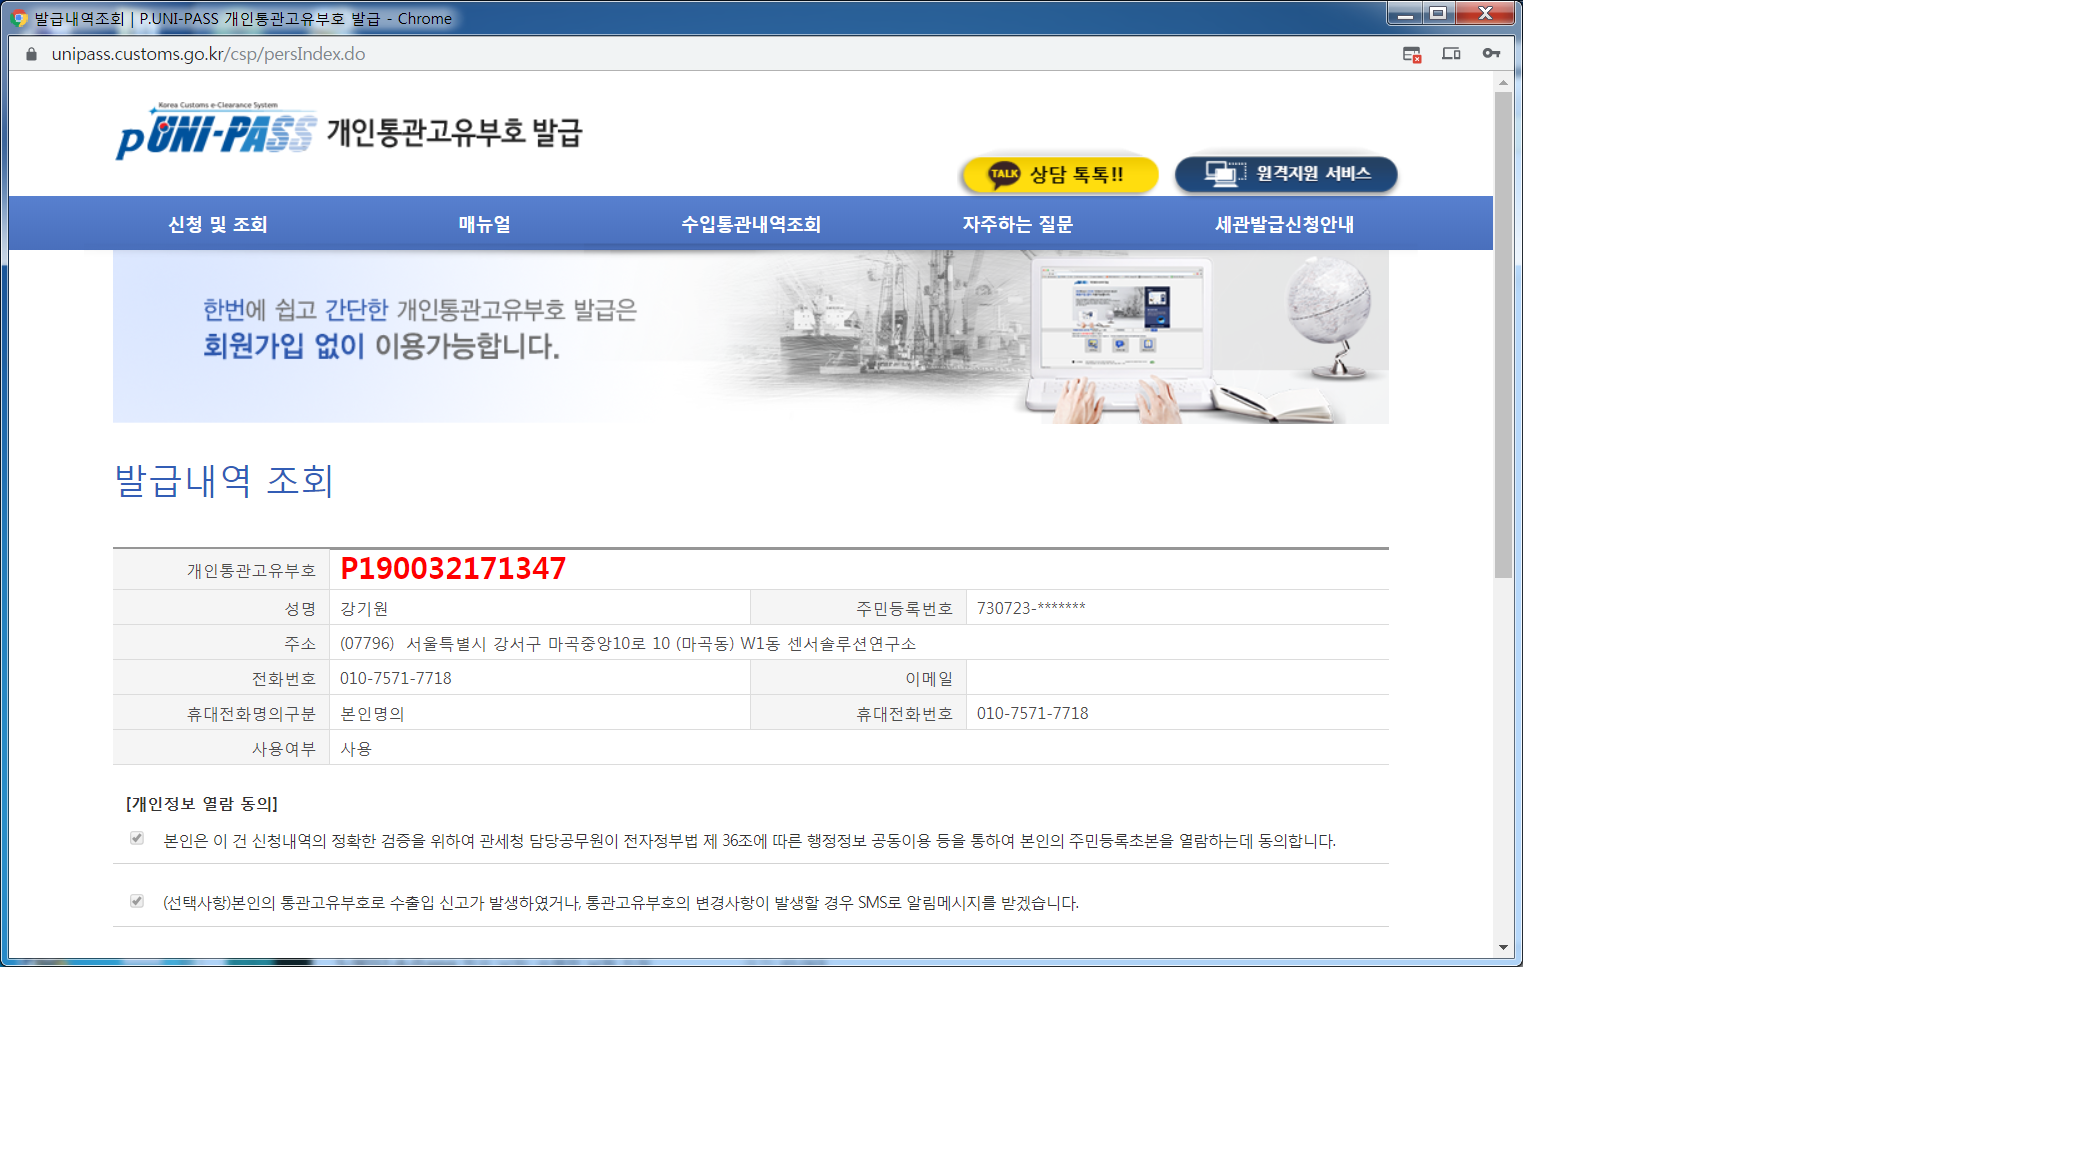 발급내역조회 | P.UNI-PASS 개인통관고유부호 발급 - Chrome
unipass.customs.go.kr/csp/persIndex.do
Korea Customs e-Clearance System
pUNI-PASS 개인통관고유부호 발급
TALK 상담 톡톡!! 원격지원 서비스
신청 및 조회 매뉴얼 수입통관내역조회 자주하는 질문 세관발급신청안내
한번에 쉽고 간단한 개인통관고유부호 발급은
회원가입 없이 이용가능합니다.
발급내역 조회
개인통관고유부호 P190032171347
성명 강기원 주민등록번호 730723-*******
주소 (07796) 서울특별시 강서구 마곡중앙10로 10 (마곡동) W1동 센서솔루션연구소
전화번호 010-7571-7718 이메일
휴대전화명의구분 본인명의 휴대전화번호 010-7571-7718
사용여부 사용
[개인정보 열람 동의]
본인은 이 건 신청내역의 정확한 검증을 위하여 관세청 담당공무원이 전자정부법 제 36조에 따른 행정정보 공동이용 등을 통하여 본인의 주민등록초본을 열람하는데 동의합니다.
(선택사항)본인의 통관고유부호로 수출입 신고가 발생하였거나, 통관고유부호의 변경사항이 발생할 경우 SMS로 알림메시지를 받겠습니다.